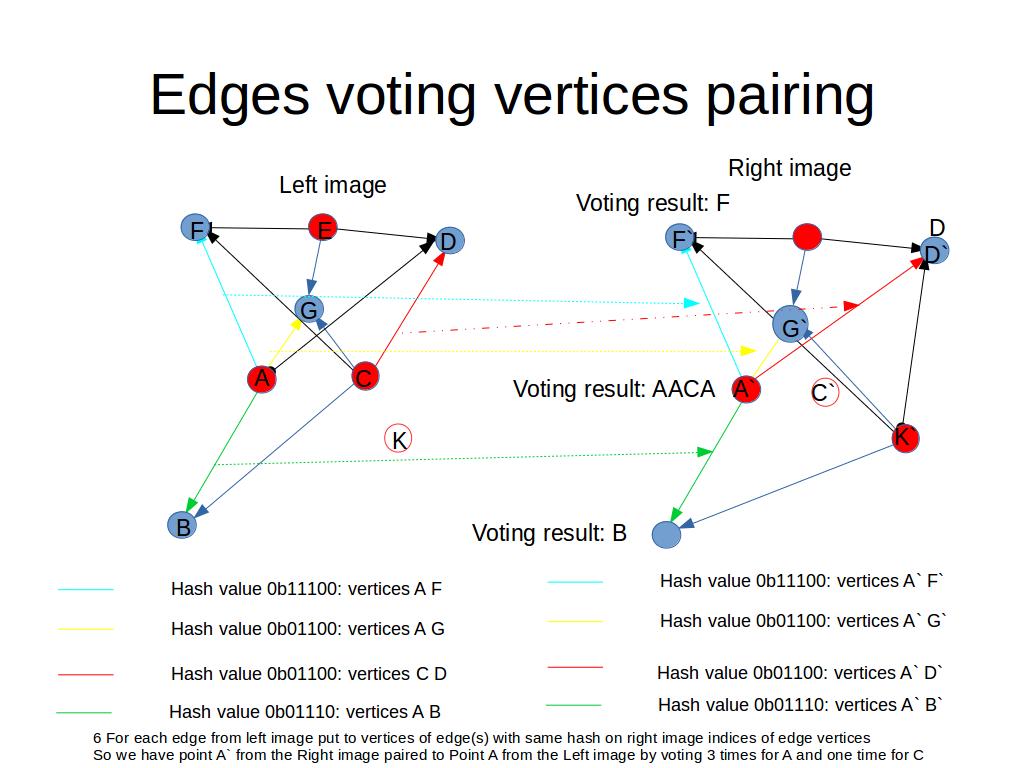 Edges voting vertices pairing
Left image
Right image
Voting result: F
F`
E
D
G
A
C
K
B
F`
D
D`
G`
Voting result: AACA
A`
C`
K`
Voting result: B
Hash value 0b11100: vertices A F
Hash value 0b01100: vertices A G
Hash value 0b01100: vertices C D
Hash value 0b01110: vertices A B
Hash value 0b11100: vertices A` F`
Hash value 0b01100: vertices A` G`
Hash value 0b01100: vertices A` D`
Hash value 0b01110: vertices A` B`
6 For each edge from left image put to vertices of edge(s) with same hash on right image indices of edge vertices
So we have point A` from the Right image paired to Point A from the Left image by voting 3 times for A and one time for C